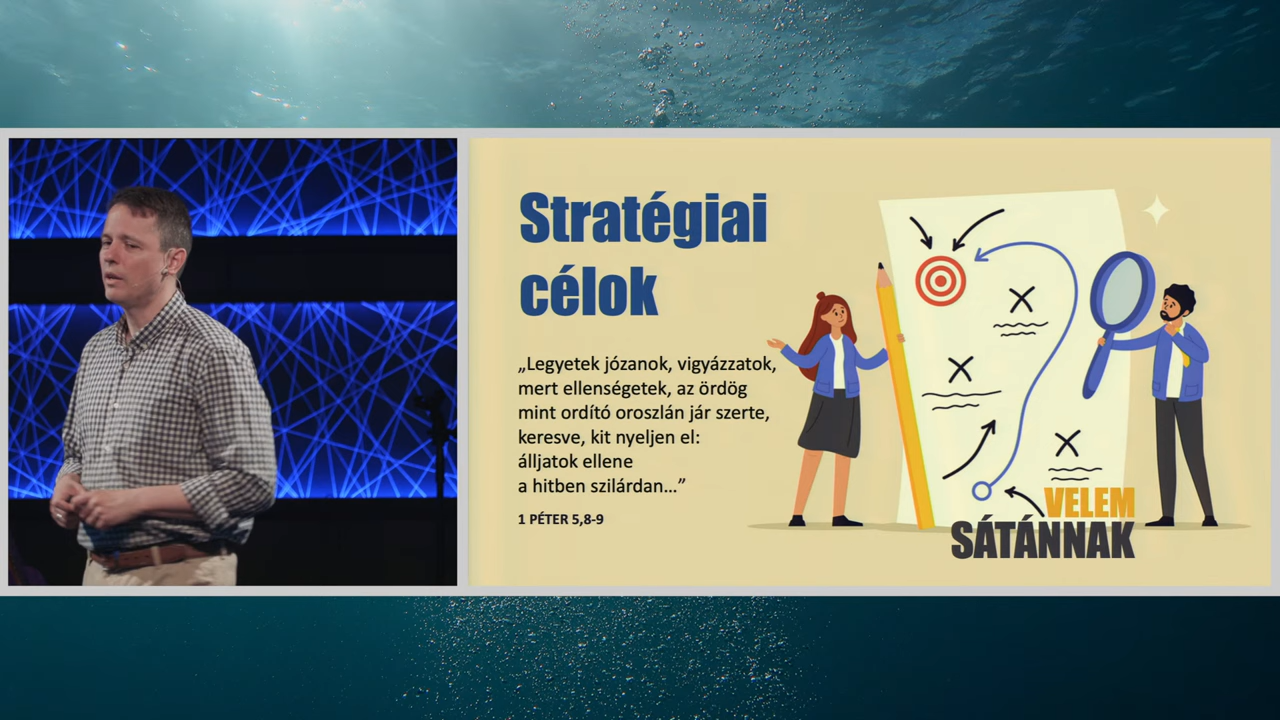 Stratégiai
célok
„Legyetek józanok, vigyázzatok,
mert ellenségetek, az ördög
mint ordító oroszlán jár szerte,
keresve, kit nyeljen el:
álljatok ellene
a hitben szilárdan…”
1 PÉTER 5,8-9
VELEM
SÁTÁNNAK